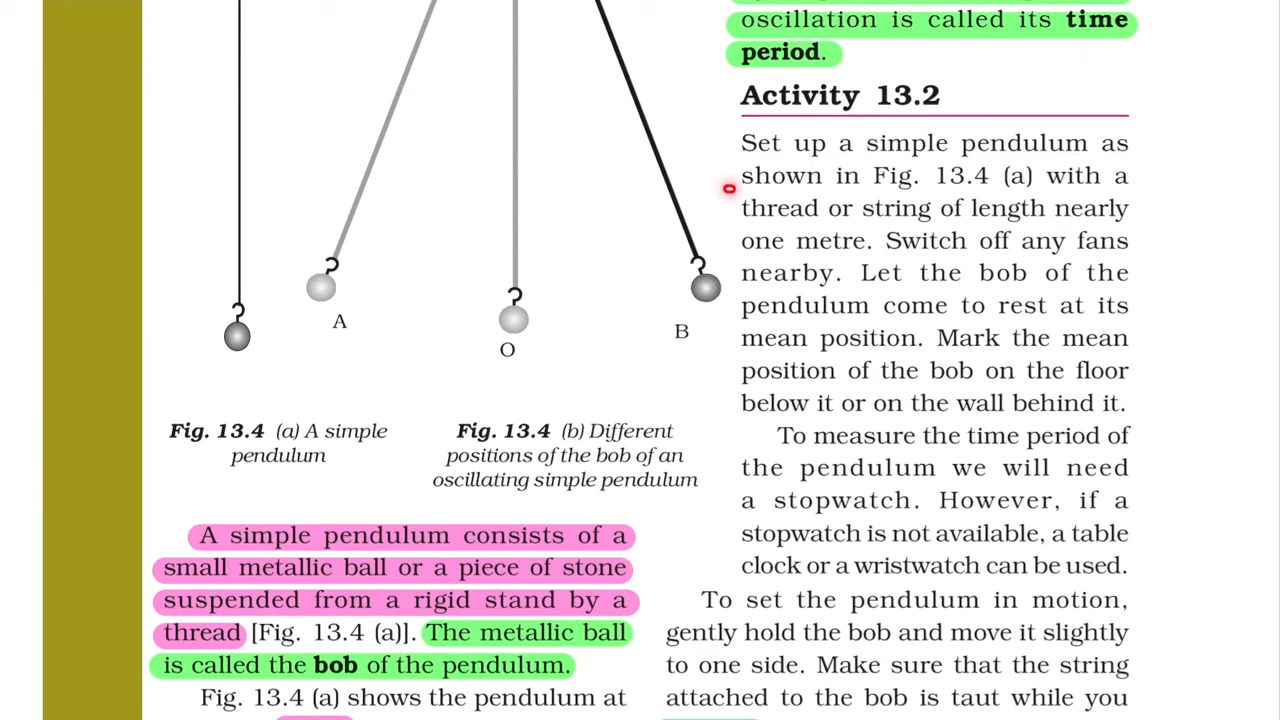 A
O
B
Fig. 13.4 (a) A simple
pendulum
Fig. 13.4 (b) Different
positions of the bob of an
oscillating simple pendulum
A simple pendulum consists of a
small metallic ball or a piece of stone
suspended from a rigid stand by a
thread [Fig. 13.4 (a)]. The metallic ball
is called the bob of the pendulum.
Fig. 13.4 (a) shows the pendulum at
oscillation is called its time
period.
Activity 13.2
Set up a simple pendulum as
shown in Fig. 13.4 (a) with a
thread or string of length nearly
one metre. Switch off any fans
nearby. Let the bob of the
pendulum come to rest at its
mean position. Mark the mean
position of the bob on the floor
below it or on the wall behind it.
To measure the time period of
the pendulum we will need
a stopwatch. However, if a
stopwatch is not available, a table
clock or a wristwatch can be used.
To set the pendulum in motion,
gently hold the bob and move it slightly
to one side. Make sure that the string
attached to the bob is taut while you